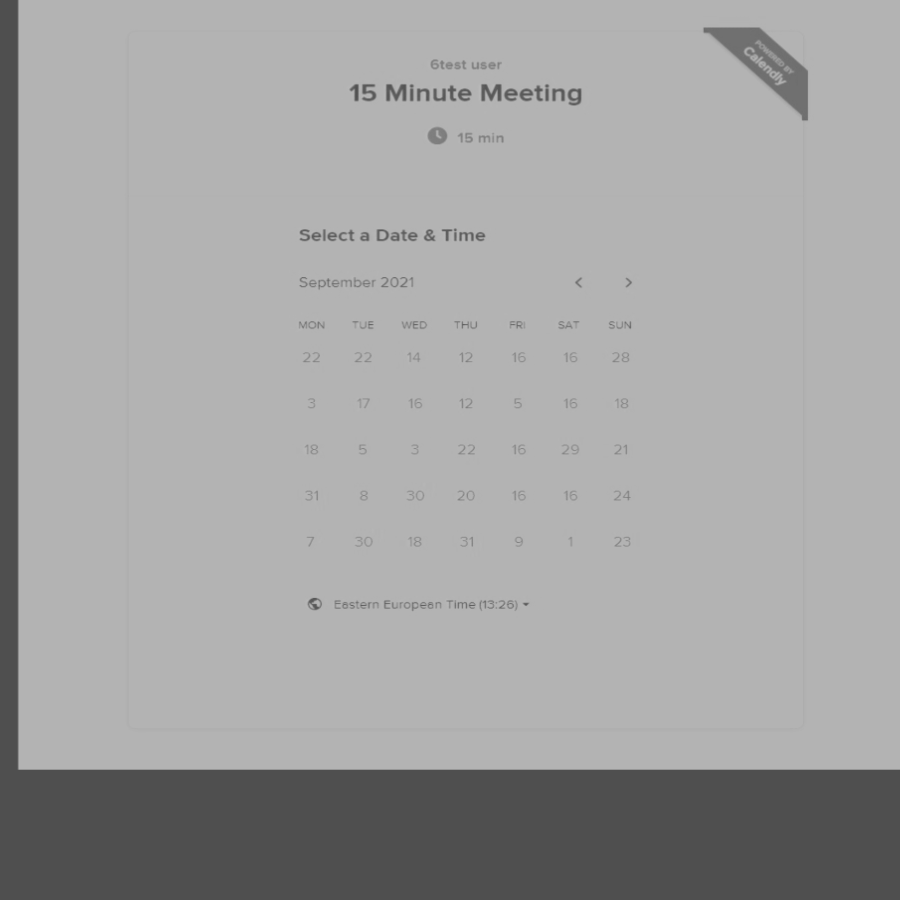 POWERED BY
Calendly
6test user
15 Minute Meeting
15 min
Select a Date & Time
September 2021
MON TUE WED THU FRI SAT SUN
22 22 14 12 16 16 28
3 17 16 12 5 16 18
18 5 3 22 16 29 21
31 8 30 20 16 16 24
7 30 18 31 9 1 23
Eastern European Time (13:26)